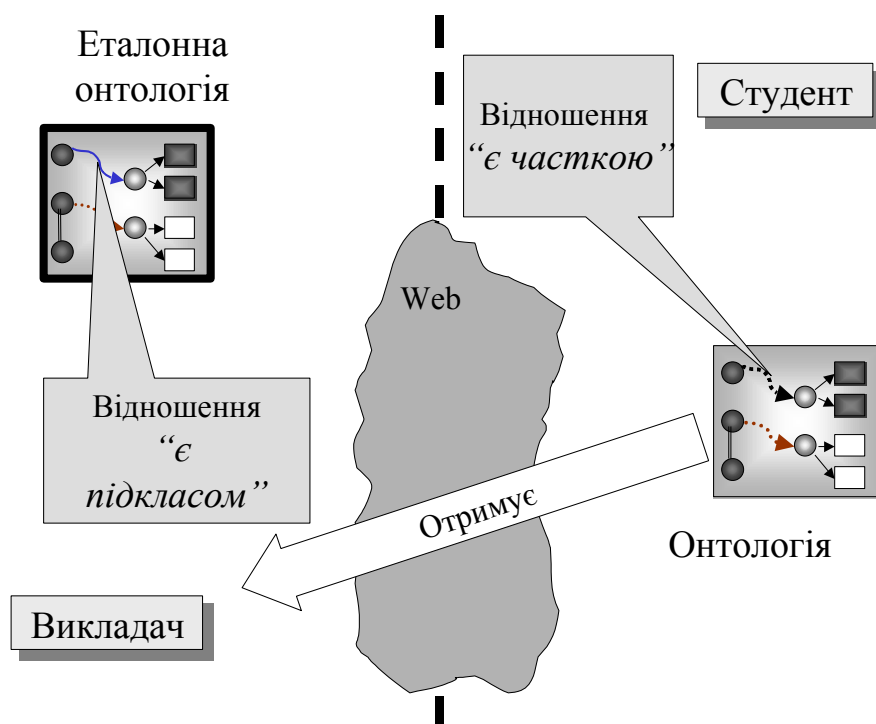 Еталонна
онтологія
Відношення
“є часткою”
Студент
Web
Відношення
“є
підкласом”
Отримує
Онтологія
Викладач